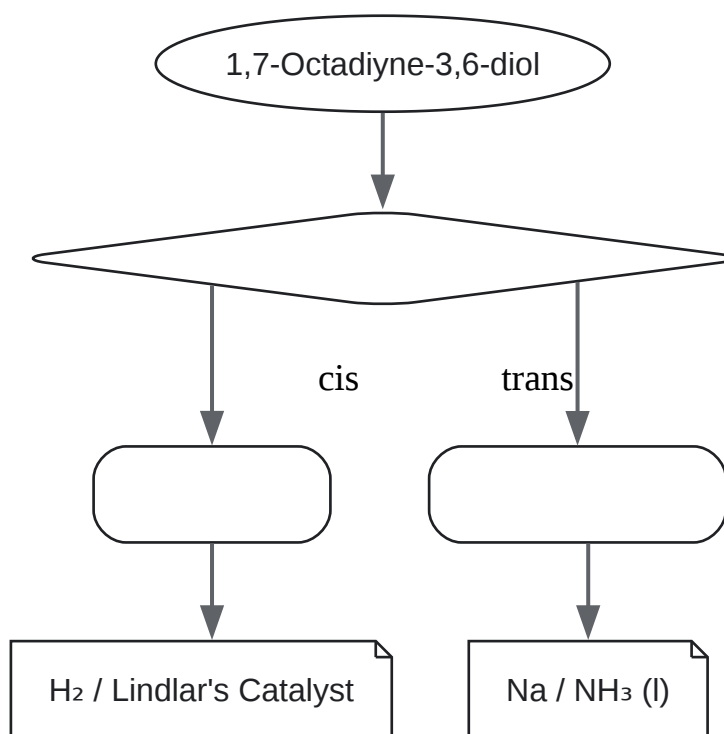 1,7-Octadiyne-3,6-diol
cis
trans
H₂ / Lindlar's Catalyst
Na / NH₃ (l)